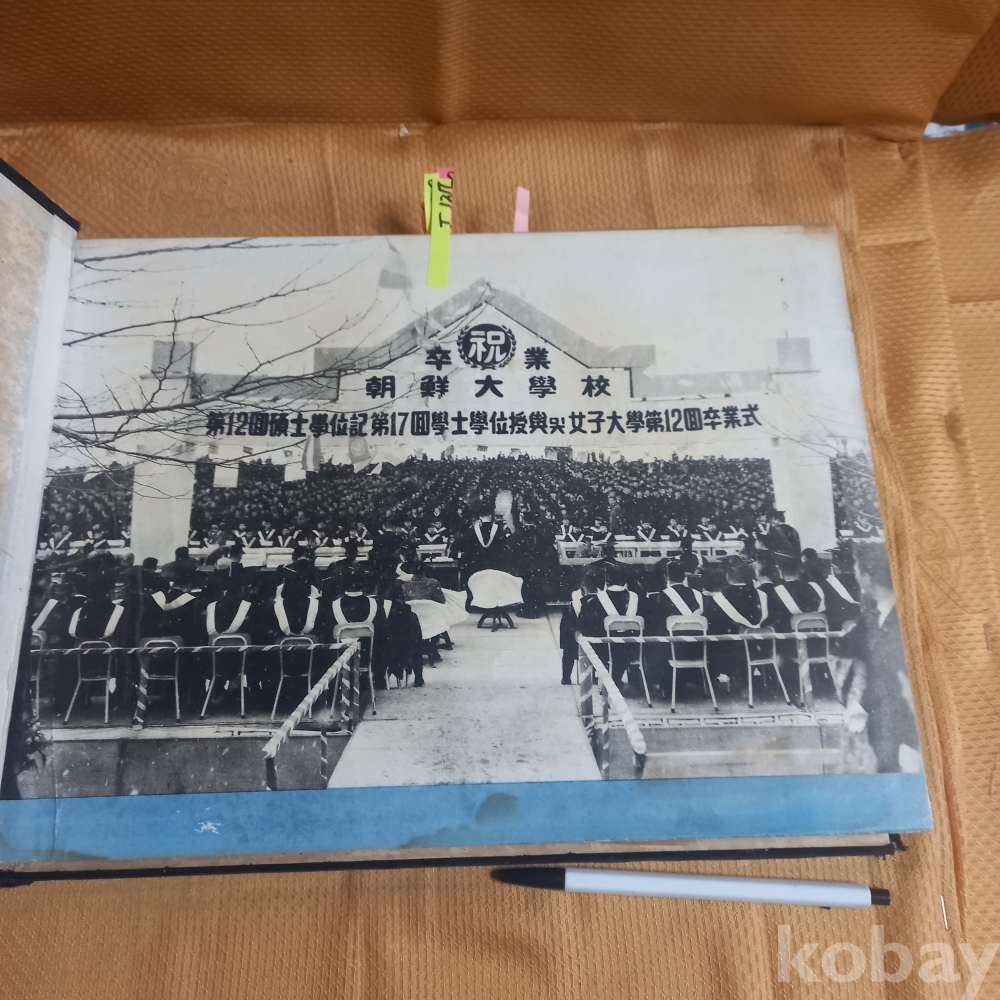 祝
卒業
朝鮮大學校
第12回碩士學位記 第17回學士學位授與및 女子大學第12回卒業式
kobay